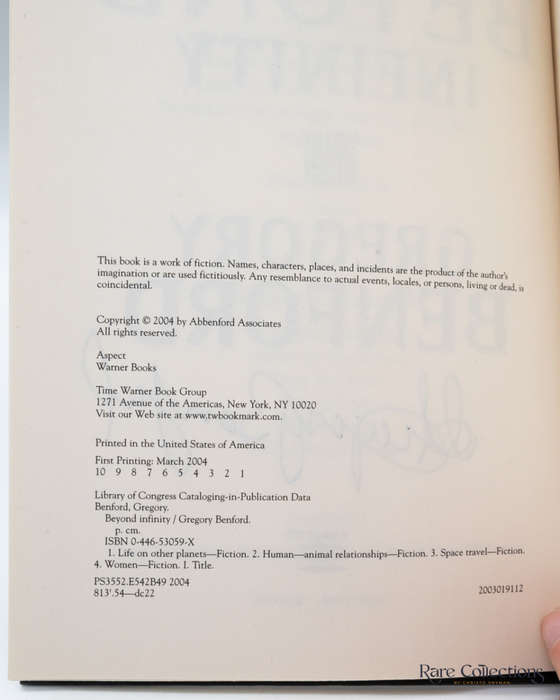 This book is a work of fiction. Names, characters, places, and incidents are the product of the author's
imagination or are used fictitiously. Any resemblance to actual events, locales, or persons, living or dead, is
coincidental.
Copyright © 2004 by Abbenford Associates
All rights reserved.
Aspect
Warner Books
Time Warner Book Group
1271 Avenue of the Americas, New York, NY 10020
Visit our Web site at www.twbookmark.com.
Printed in the United States of America
First Printing: March 2004
10 9 8 7 6 5 4 3 2 1
Library of Congress Cataloging-in-Publication Data
Benford, Gregory.
Beyond infinity / Gregory Benford.
p. cm.
ISBN 0-446-53059-X
1. Life on other planets—Fiction. 2. Human—animal relationships—Fiction. 3. Space travel—Fiction.
4. Women—Fiction. I. Title.
PS3552.E542B49 2004
813'.54—dc22
2003019112
Rare Collections